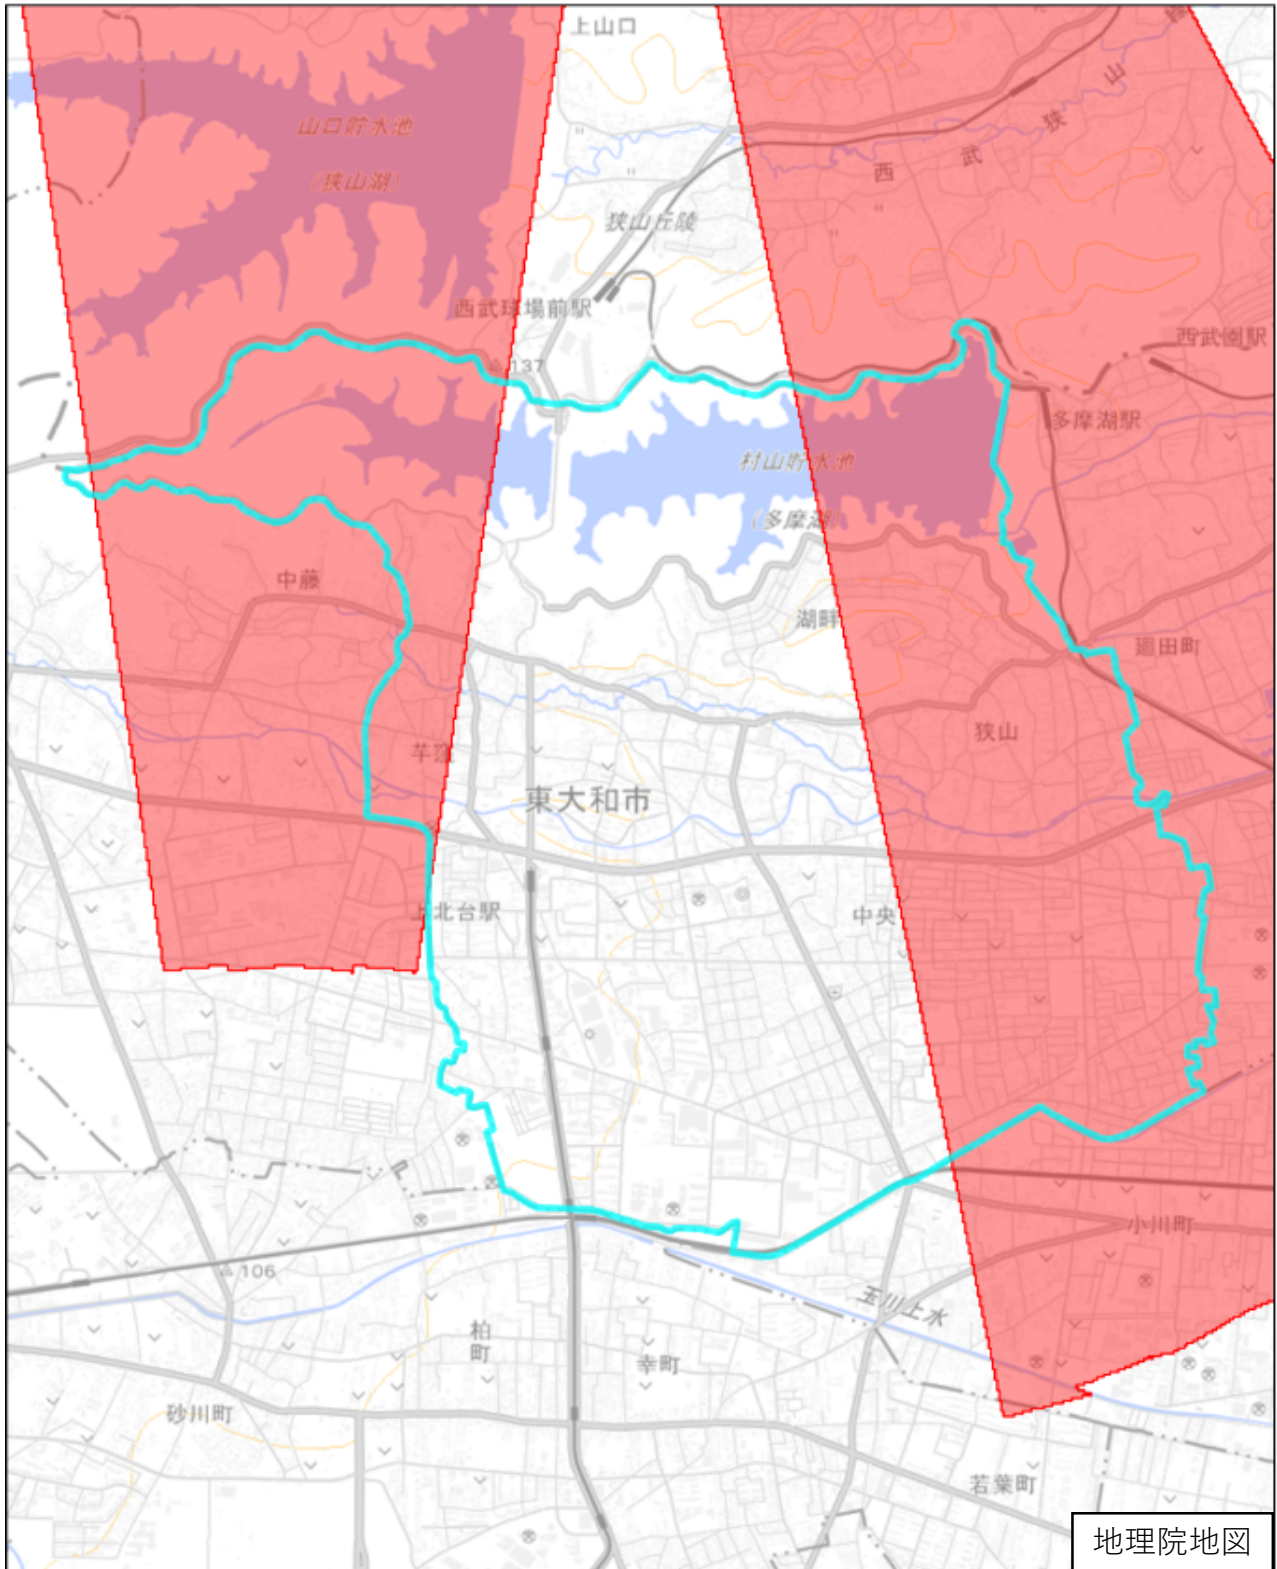 上山口
山
狭
武
西
山口貯水池
(狭山湖)
狭山丘陵
西武球場前駅
西武園駅
137
多摩湖駅
村山貯水池
(多摩湖)
中藤
湖畔
廻田町
狭山
芋窪
東大和市
上北台駅
中央
小川町
106
玉川上水
柏町
幸町
砂川町
若葉町
地理院地図